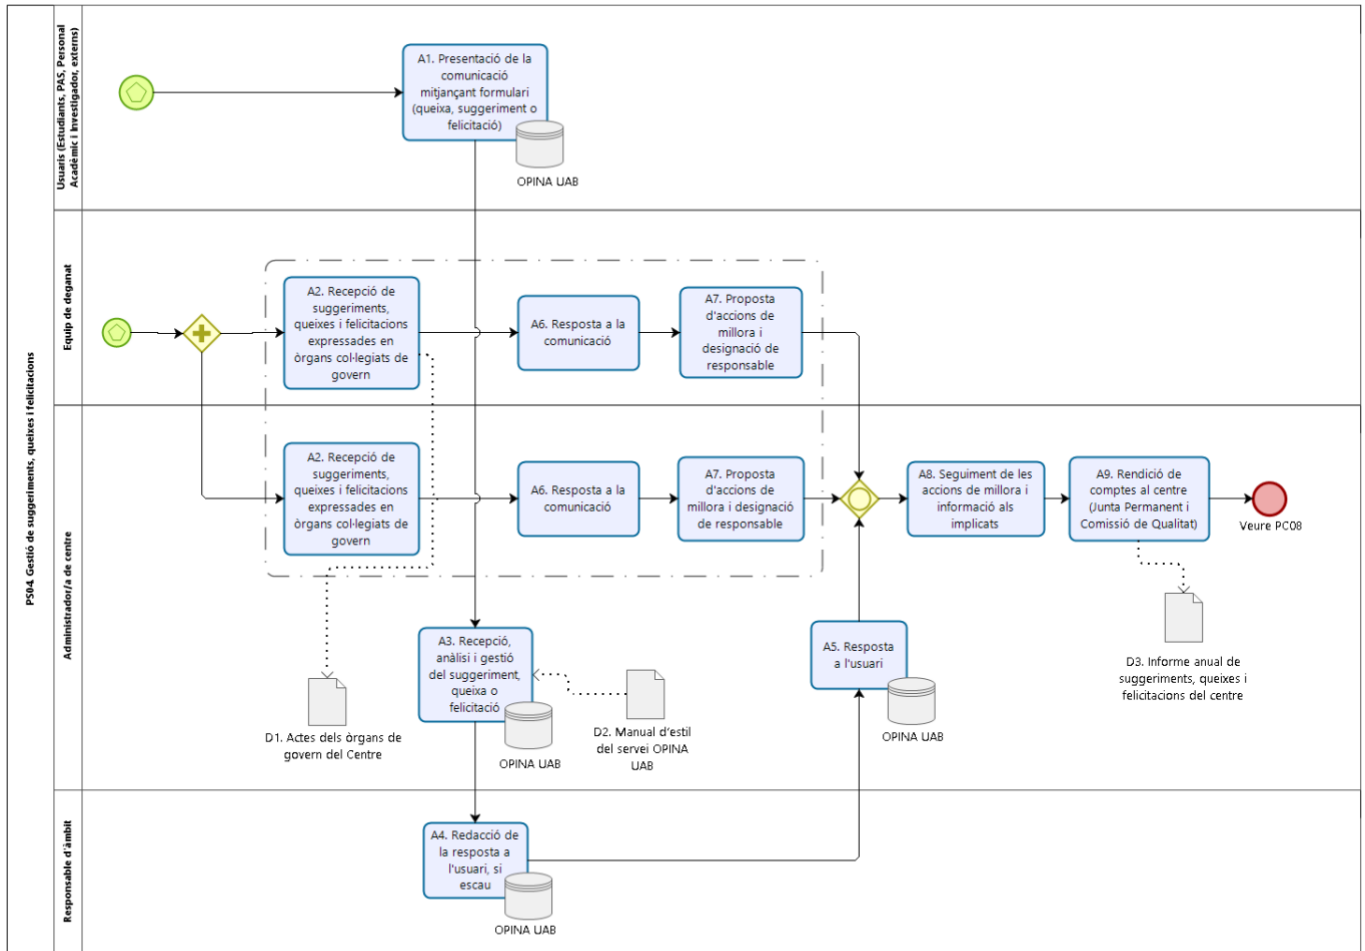 PS04. Gestió de suggeriments, queixes i felicitacions
Usuaris (Estudiants, PAS, Personal
Acadèmic i Investigador, externs)
A1. Presentació de la
comunicació
mitjançant formulari
(queixa, suggeriment o
felicitació)
OPINA UAB
Equip de deganat
A2. Recepció de
suggeriments,
queixes i felicitacions
expressades en
òrgans col·legiats de
govern
A6. Resposta a la
comunicació
A7. Proposta
d'accions de
millora i
designació de
responsable
Administrador/a de centre
A2. Recepció de
suggeriments,
queixes i felicitacions
expressades en
òrgans col·legiats de
govern
A6. Resposta a la
comunicació
A7. Proposta
d'accions de
millora i designació
de responsable
A8. Seguiment de les
accions de millora i
informació als
implicats
A9. Rendició de
comptes al centre
(Junta Permanent i
Comissió de Qualitat)
Veure PC08
A3. Recepció,
anàlisi i gestió
del suggeriment,
queixa o
felicitació
OPINA UAB
D1. Actes dels òrgans de
govern del Centre
D2. Manual d'estil
del servei OPINA
UAB
A5. Resposta
a l'usuari
OPINA UAB
D3. Informe anual de
suggeriments, queixes i
felicitacions del centre
Responsable d'àmbit
A4. Redacció de
la resposta a
l'usuari, si
escau
OPINA UAB